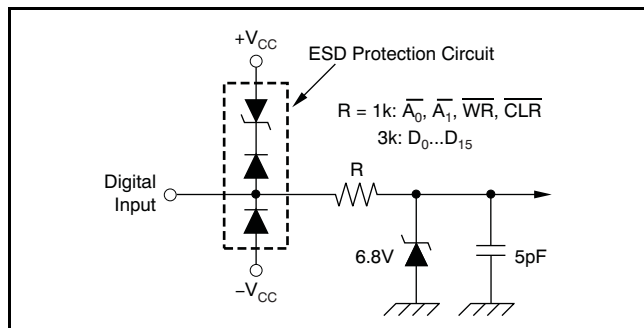 +V_CC
ESD Protection Circuit
R = 1k: A̅₀, A̅₁, W̅R̅, C̅L̅R̅
3k: D₀...D₁₅
R
Digital
Input
6.8V
5pF
−V_CC